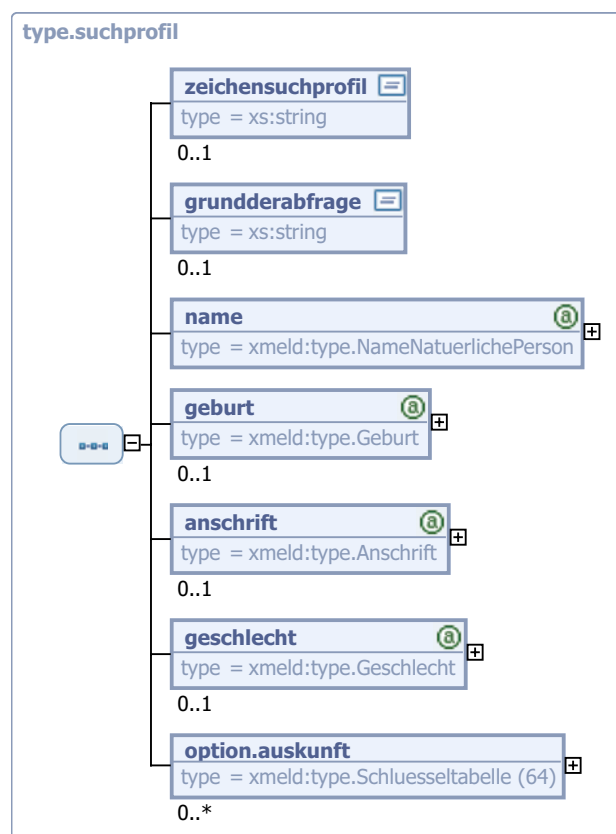 type.suchprofil
zeichensuchprofil
type = xs:string
0..1
grundderabfrage
type = xs:string
0..1
name
type = xmeld:type.NameNatuerlichePerson
geburt
type = xmeld:type.Geburt
0..1
anschrift
type = xmeld:type.Anschrift
0..1
geschlecht
type = xmeld:type.Geschlecht
0..1
option.auskunft
type = xmeld:type.Schluesseltabelle (64)
0..*